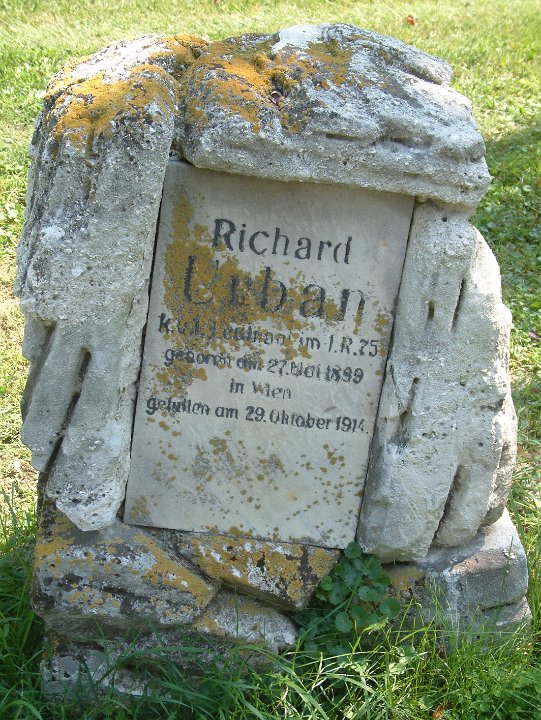 Richard
Urban
K.u.k. Leutnant im I.R. 75
geboren am 27. Mai 1889
in Wien
gefallen am 29. Oktober 1914.